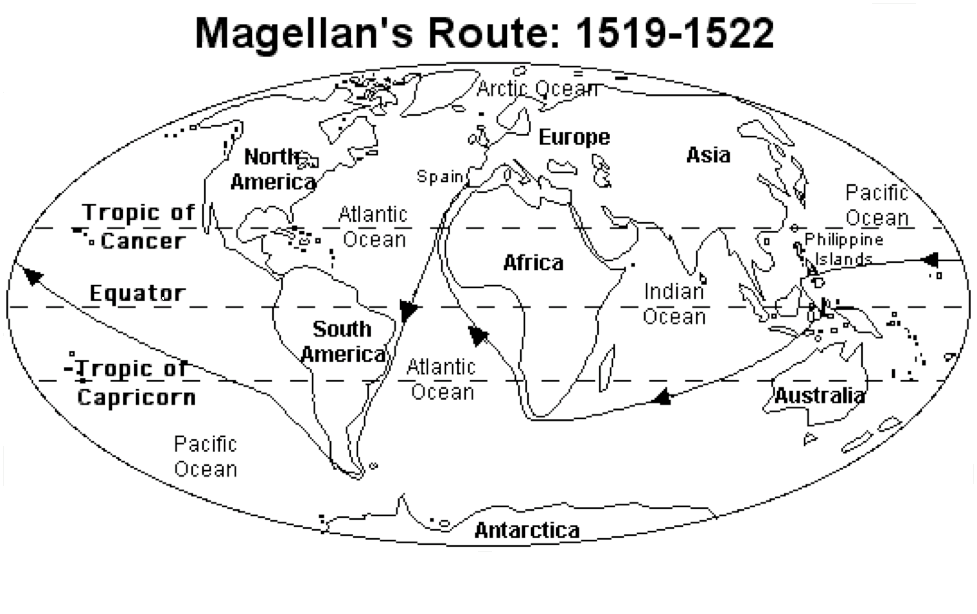 Magellan's Route: 1519-1522
Arctic Ocean
Europe
North
America
Asia
Spain
Pacific
Ocean
Tropic of
Cancer
Atlantic
Ocean
Philippine
Islands
Africa
Equator
Indian
Ocean
South
America
Tropic of
Capricorn
Atlantic
Ocean
Australia
Pacific
Ocean
Antarctica